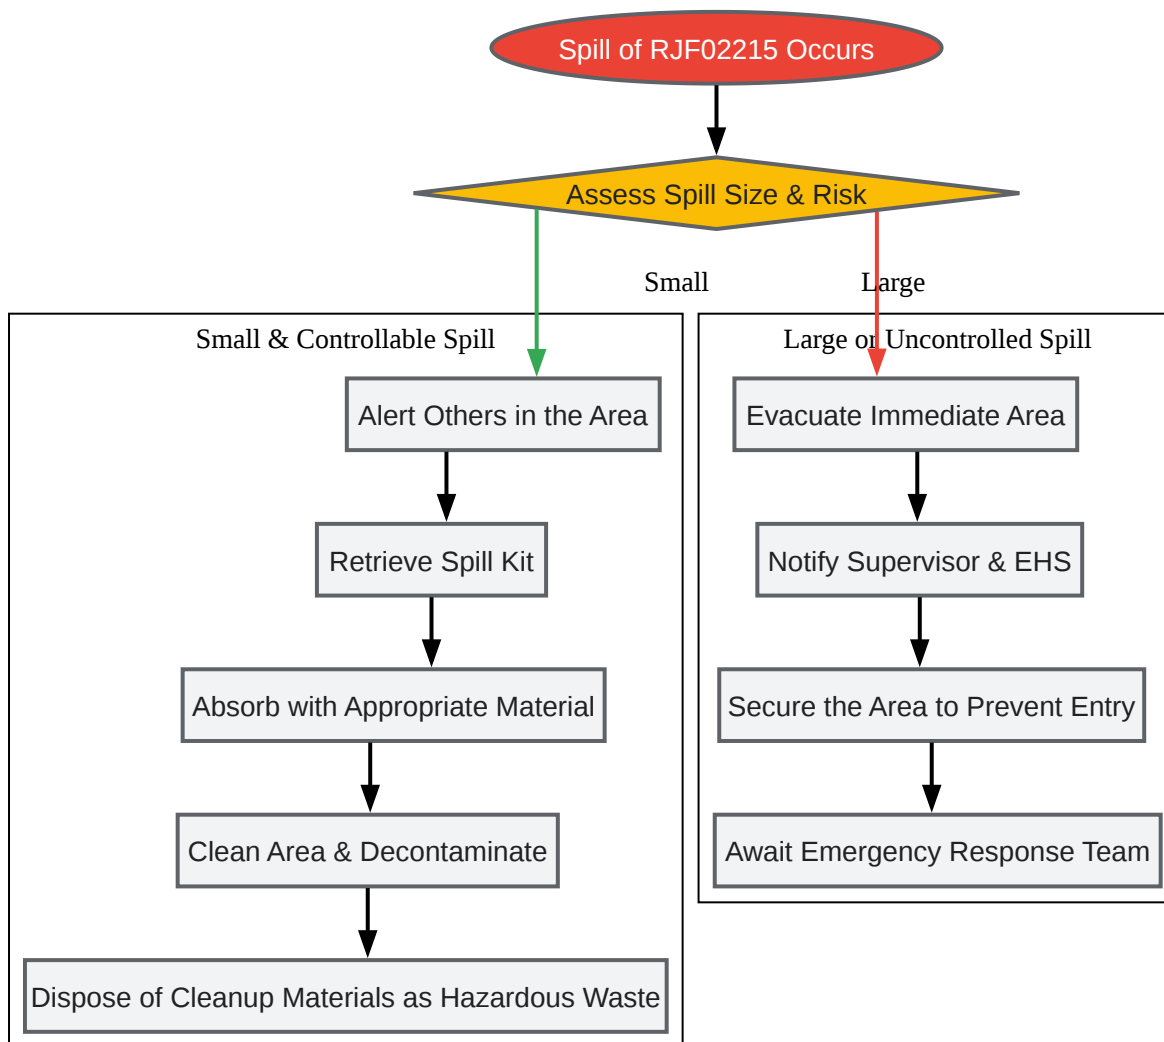 Spill of RJF02215 Occurs
Assess Spill Size & Risk
Small
Large
Small & Controllable Spill
Alert Others in the Area
Retrieve Spill Kit
Absorb with Appropriate Material
Clean Area & Decontaminate
Dispose of Cleanup Materials as Hazardous Waste
Large or Uncontrolled Spill
Evacuate Immediate Area
Notify Supervisor & EHS
Secure the Area to Prevent Entry
Await Emergency Response Team